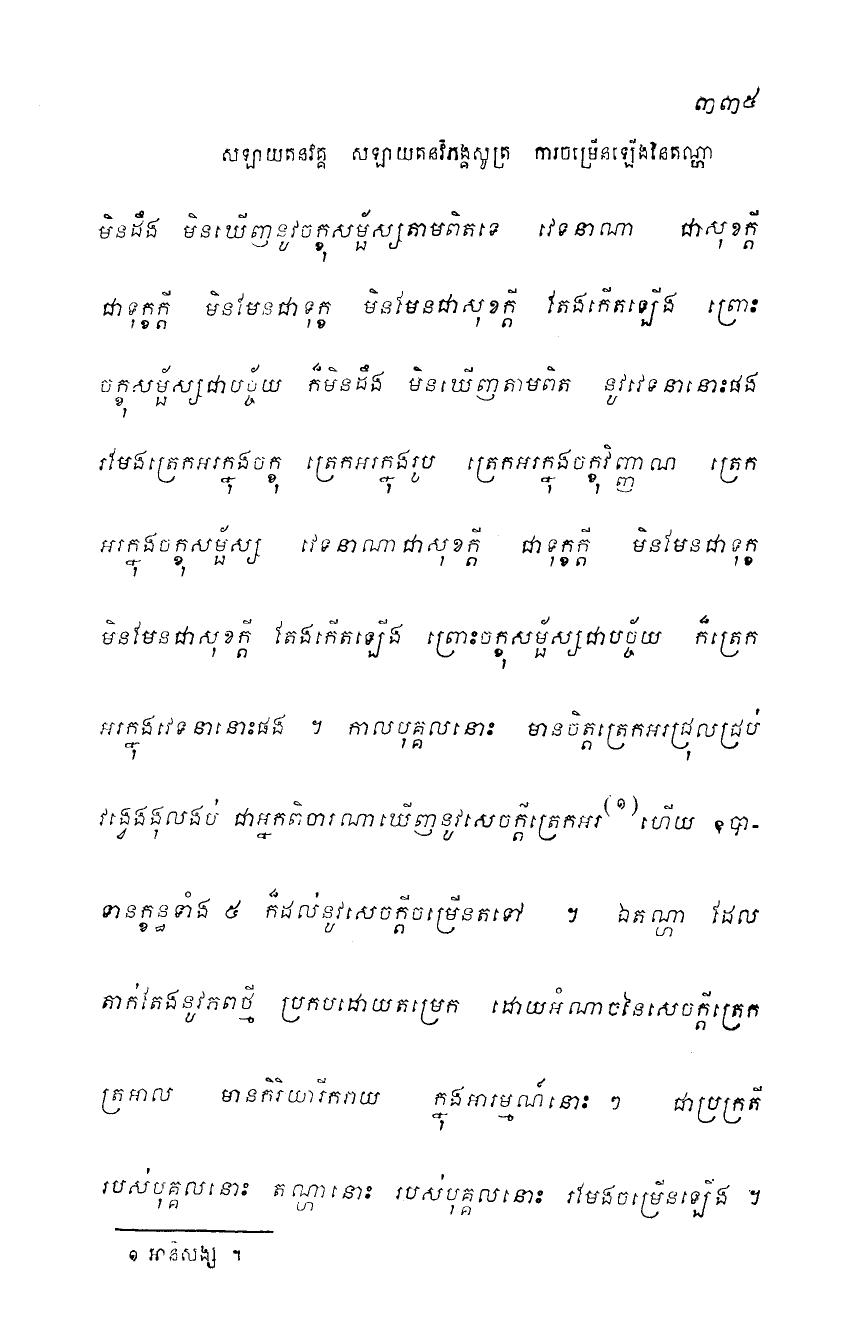 ៣៣៥
សឡាយតនវគ្គ សឡាយតនវិភង្គសូត្រ ការចម្រើនឡើងនៃតណ្ហា
មិនដឹង មិនឃើញនូវចក្ខុសម្ផ័ស្សតាមពិតទេ វេទនាណា ជាសុខក្តី
ជាទុក្ខក្តី មិនមែនជាទុក្ខ មិនមែនជាសុខក្តី តែងកើតឡើង ព្រោះ
ចក្ខុសម្ផ័ស្សជាបច្ច័យ ក៏មិនដឹង មិនឃើញតាមពិត នូវវេទនានោះផង
រមែងត្រេកអរក្នុងចក្ខុ ត្រេកអរក្នុងរូប ត្រេកអរក្នុងចក្ខុវិញ្ញាណ ត្រេក
អរក្នុងចក្ខុសម្ផ័ស្ស វេទនាណាជាសុខក្តី ជាទុក្ខក្តី មិនមែនជាទុក្ខ
មិនមែនជាសុខក្តី តែងកើតឡើង ព្រោះចក្ខុសម្ផ័ស្សជាបច្ច័យ ក៏ត្រេក
អរក្នុងវេទនានោះផង ។ កាលបុគ្គលនោះ មានចិត្តត្រេកអរជ្រុលជ្រប់
វង្វេងងុលងប់ ជាអ្នកពិចារណាឃើញនូវសេចក្តីត្រេកអរ(១)ហើយ ឧបា-
ទានក្ខន្ធទាំង ៥ ក៏ដល់នូវសេចក្តីចម្រើនតទៅ ។ ឯតណ្ហា ដែល
តាក់តែងនូវភពថ្មី ប្រកបដោយតម្រេក ដោយអំណាចនៃសេចក្តីត្រេក
ត្រអាល មានកិរិយារីករាយ ក្នុងអារម្មណ៍នោះ ៗ ជាប្រក្រតី
របស់បុគ្គលនោះ តណ្ហានោះ របស់បុគ្គលនោះ រមែងចម្រើនឡើង ។
១ អានិសង្ស ។